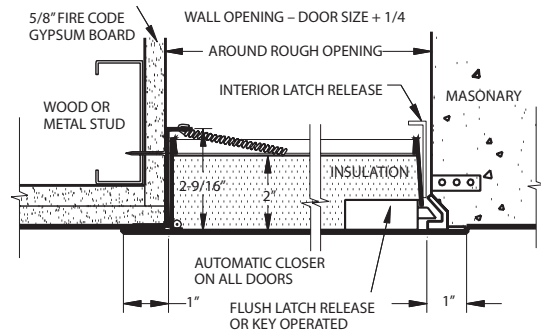 5/8” FIRE CODE
GYPSUM BOARD
WALL OPENING – DOOR SIZE + 1/4
AROUND ROUGH OPENING
INTERIOR LATCH RELEASE
MASONARY
WOOD OR
METAL STUD
INSULATION
2-9/16”
2”
AUTOMATIC CLOSER
ON ALL DOORS
1”
1”
FLUSH LATCH RELEASE
OR KEY OPERATED